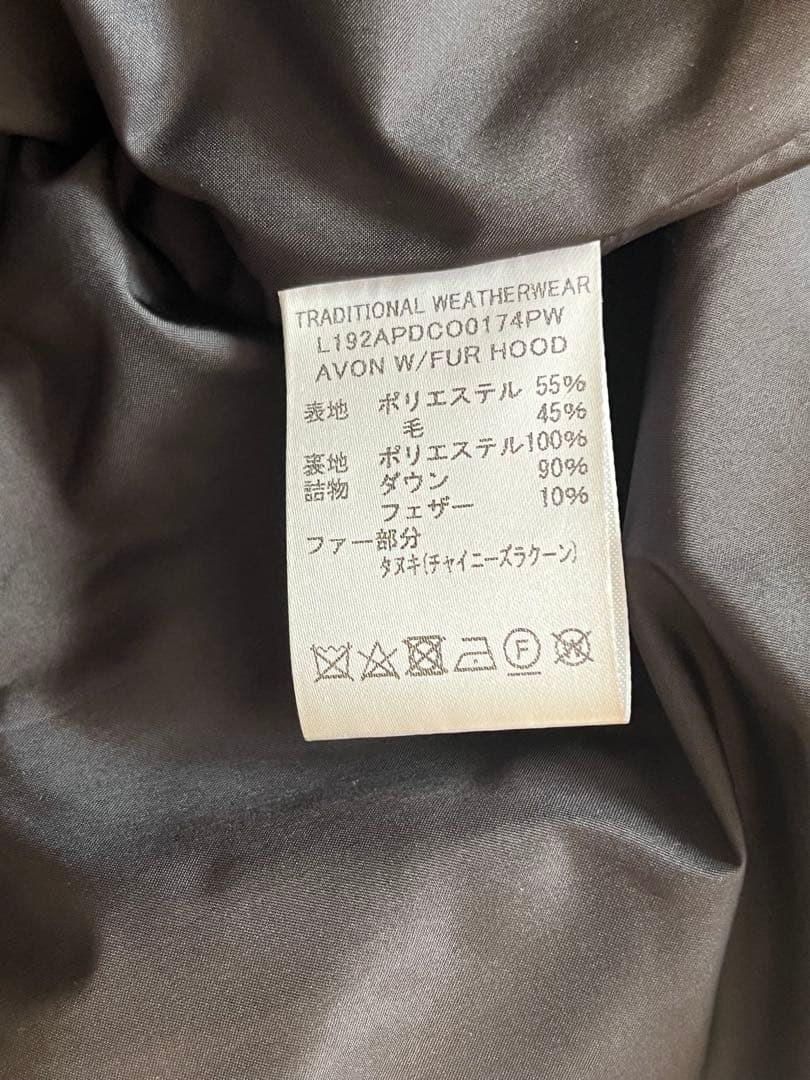 TRADITIONAL WEATHERWEAR
L192APDCO0174PW
AVON W/FUR HOOD
表地 ポリエステル 55%
毛 45%
裏地 ポリエステル100%
詰物 ダウン 90%
フェザー 10%
ファー部分
タヌキ(チャイニーズラクーン)
F W